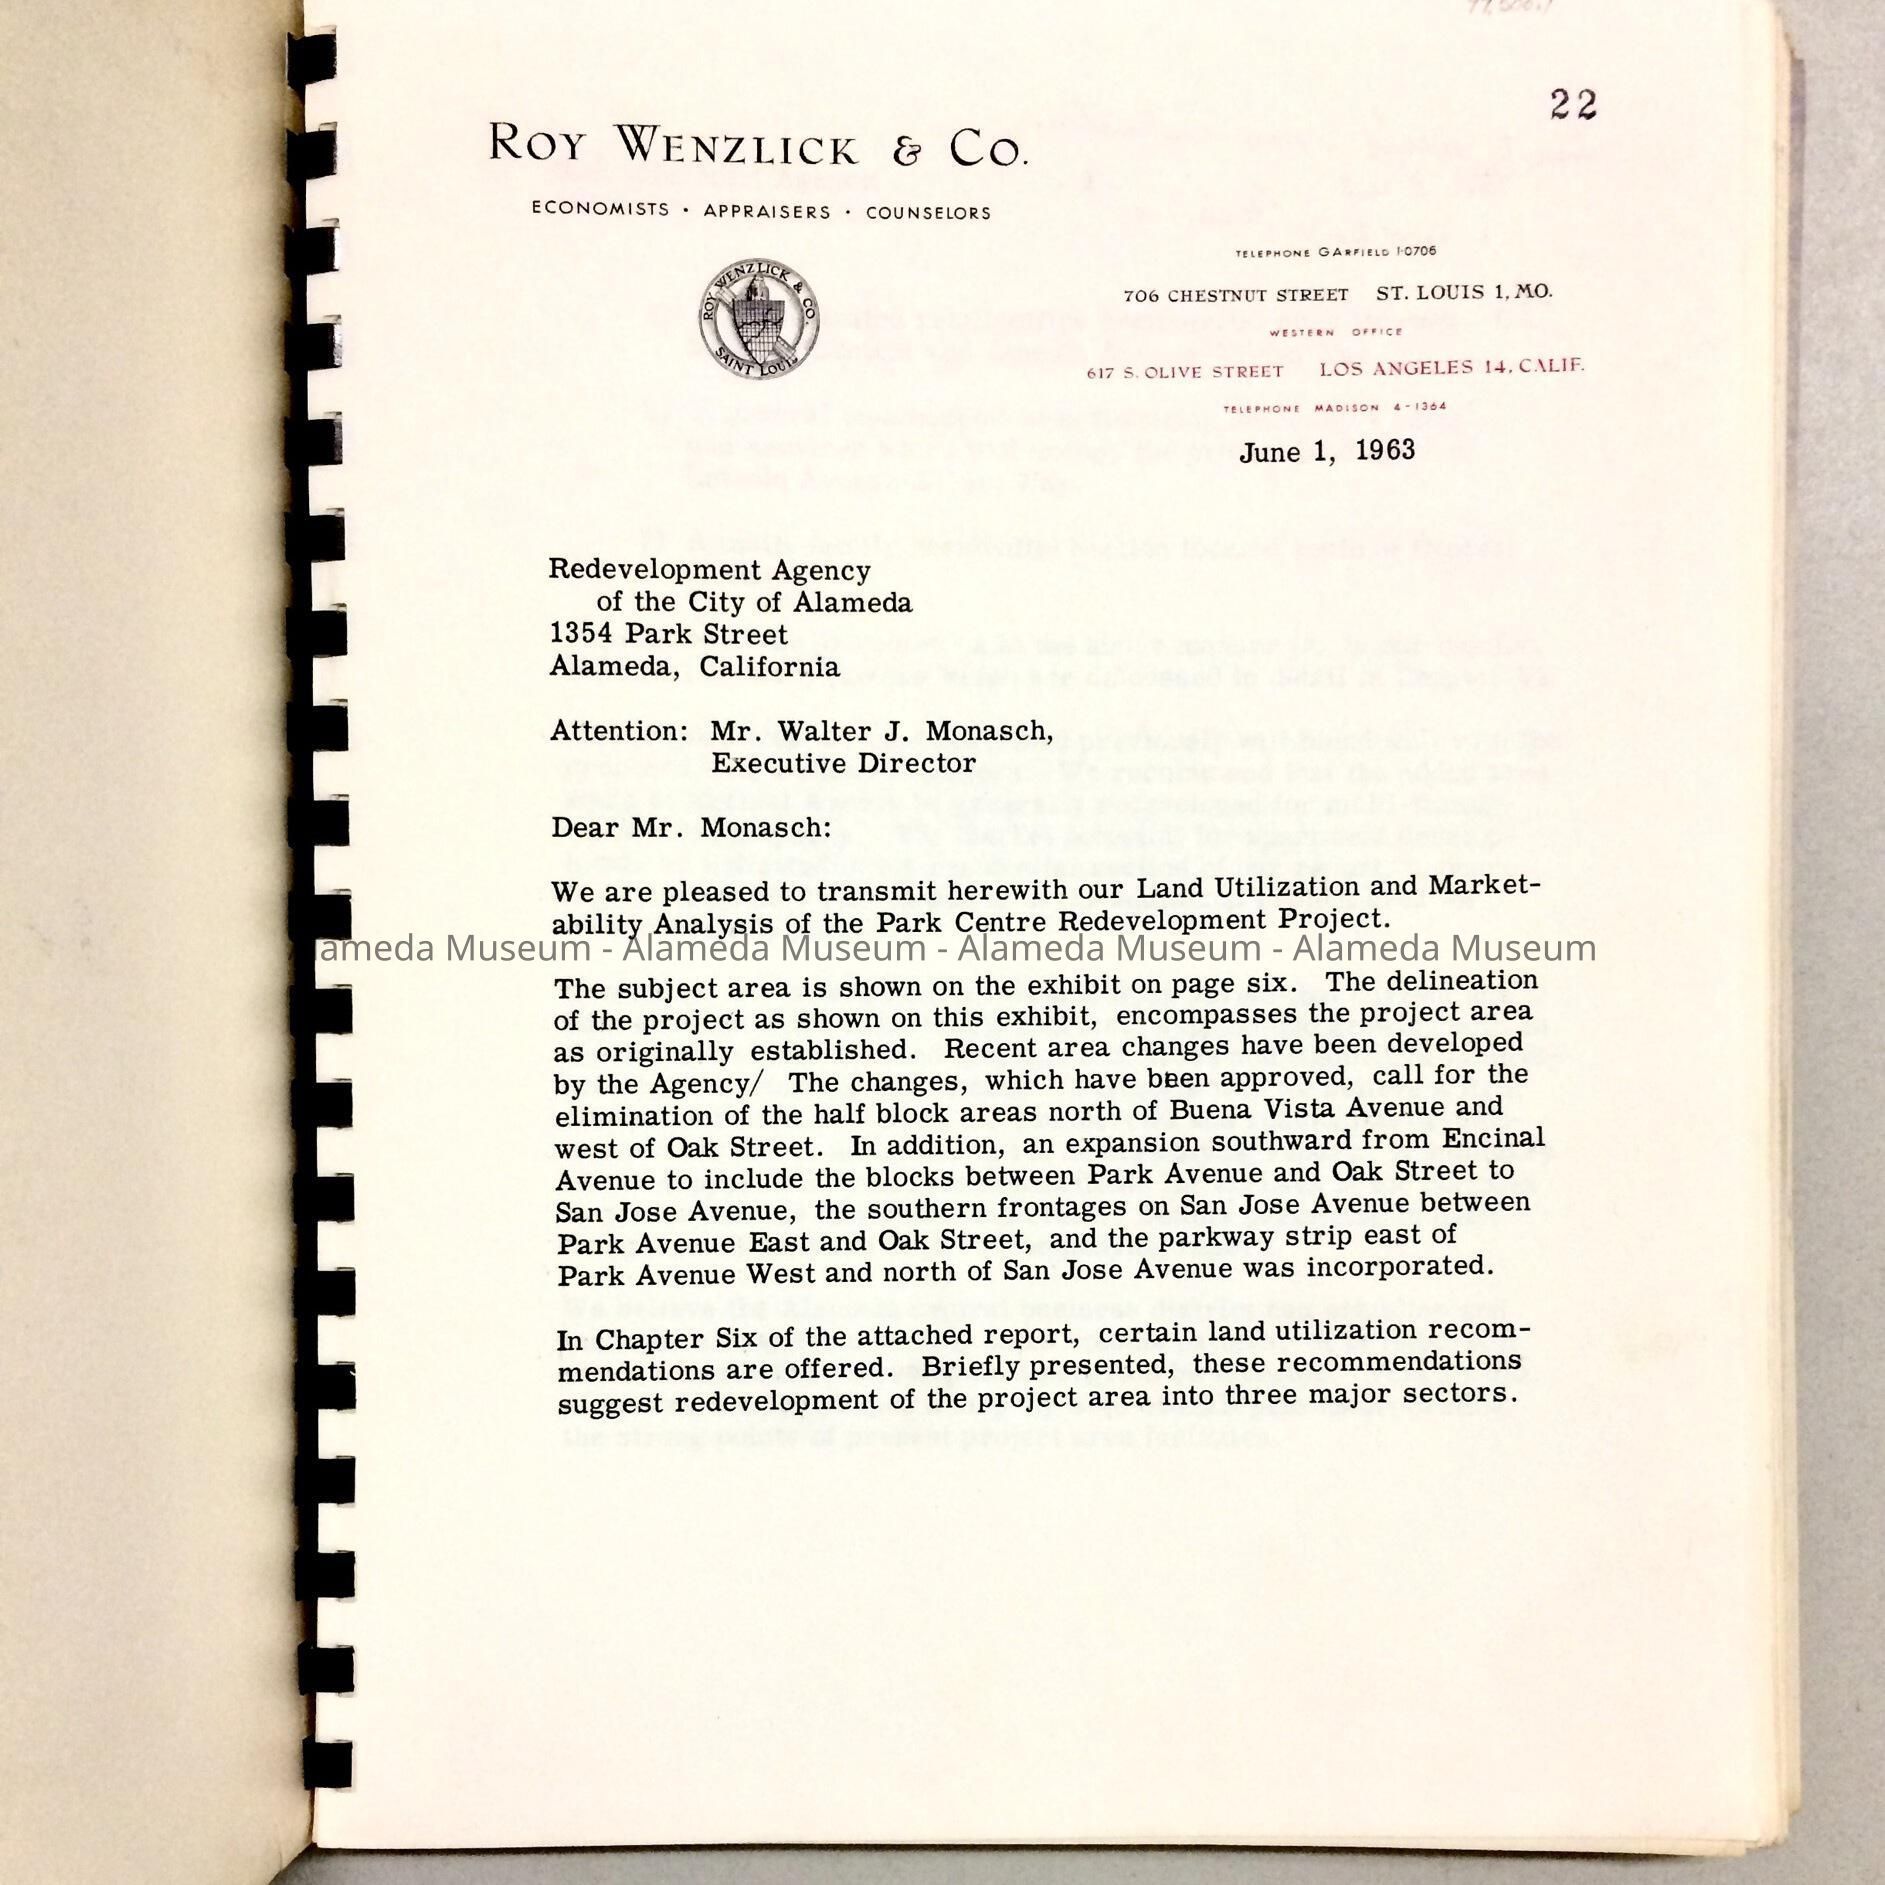 22
ROY WENZLICK & CO.
ECONOMISTS · APPRAISERS · COUNSELORS
ROY WENZLICK & CO.
SAINT LOUIS
TELEPHONE GARFIELD 1-0706
706 CHESTNUT STREET ST. LOUIS 1, MO.
WESTERN OFFICE
617 S. OLIVE STREET LOS ANGELES 14, CALIF.
TELEPHONE MADISON 4-1364
June 1, 1963
Redevelopment Agency
of the City of Alameda
1354 Park Street
Alameda, California
Attention: Mr. Walter J. Monasch,
Executive Director
Dear Mr. Monasch:
We are pleased to transmit herewith our Land Utilization and Market-
ability Analysis of the Park Centre Redevelopment Project.
ameda Museum - Alameda Museum - Alameda Museum - Alameda Museum
The subject area is shown on the exhibit on page six. The delineation
of the project as shown on this exhibit, encompasses the project area
as originally established. Recent area changes have been developed
by the Agency/ The changes, which have been approved, call for the
elimination of the half block areas north of Buena Vista Avenue and
west of Oak Street. In addition, an expansion southward from Encinal
Avenue to include the blocks between Park Avenue and Oak Street to
San Jose Avenue, the southern frontages on San Jose Avenue between
Park Avenue East and Oak Street, and the parkway strip east of
Park Avenue West and north of San Jose Avenue was incorporated.
In Chapter Six of the attached report, certain land utilization recom-
mendations are offered. Briefly presented, these recommendations
suggest redevelopment of the project area into three major sectors.